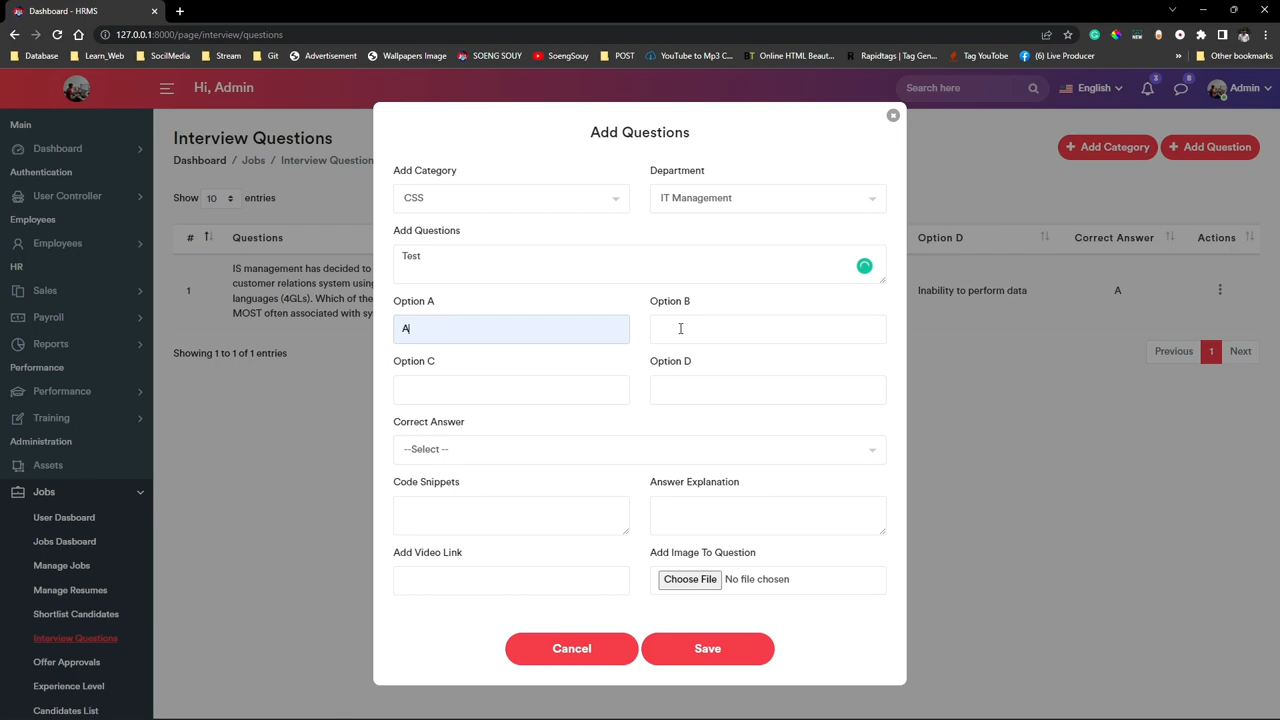 Dashboard - HRMS
127.0.0.1:8000/page/interview/questions
Database
Learn_Web
SocilMedia
SOENG SOUY
SoengSouy
POST
Stream
Git
Advertisement
Wallpaper
YouTube to Mp3 C...
Online HTML Beaut...
Rapidtags | Tag Gen...
Tag YouTube
(6) Live Producer
»
Other bookmarks
Hi, Admin
Search here
English
3
8
Admin
Main
Dashboard
Authentication
User Controller
Employees
Employees
HR
Sales
Payroll
Reports
Performance
Performance
Training
Administration
Assets
Jobs
User Dasboard
Jobs Dasboard
Manage Jobs
Manage Resumes
Shortlist Candidates
Interview Questions
Offer Approvals
Experience Level
Candidates List
Interview Questions
Dashboard / Jobs / Interview Question
+ Add Category
+ Add Question
Show 10 entries
#
Questions
Option D
Correct Answer
Actions
1
IS management has decided to
customer relations system using
languages (4GLs). Which of the
MOST often associated with sy
Inability to perform data
A
Showing 1 to 1 of 1 entries
Previous 1 Next
Add Questions
Add Category
CSS
Department
IT Management
Add Questions
Test
Option A
A
Option B
Option C
Option D
Correct Answer
--Select --
Code Snippets
Answer Explanation
Add Video Link
Add Image To Question
Choose File No file chosen
Cancel
Save